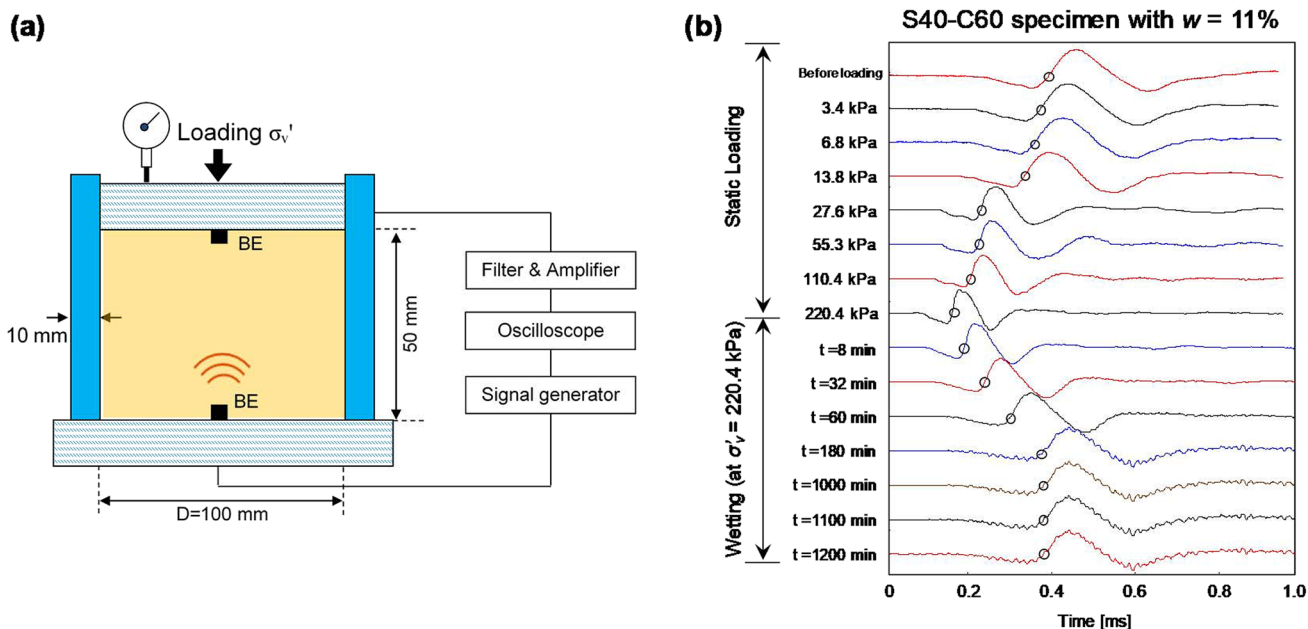 (a)
Loading σv'
BE
Filter & Amplifier
Oscilloscope
Signal generator
10 mm
50 mm
BE
D=100 mm
(b)
S40-C60 specimen with w = 11%
Static Loading
Wetting (at σ'v = 220.4 kPa)
Before loading
3.4 kPa
6.8 kPa
13.8 kPa
27.6 kPa
55.3 kPa
110.4 kPa
220.4 kPa
t =8 min
t =32 min
t =60 min
t =180 min
t =1000 min
t =1100 min
t =1200 min
0 0.2 0.4 0.6 0.8 1.0
Time [ms]